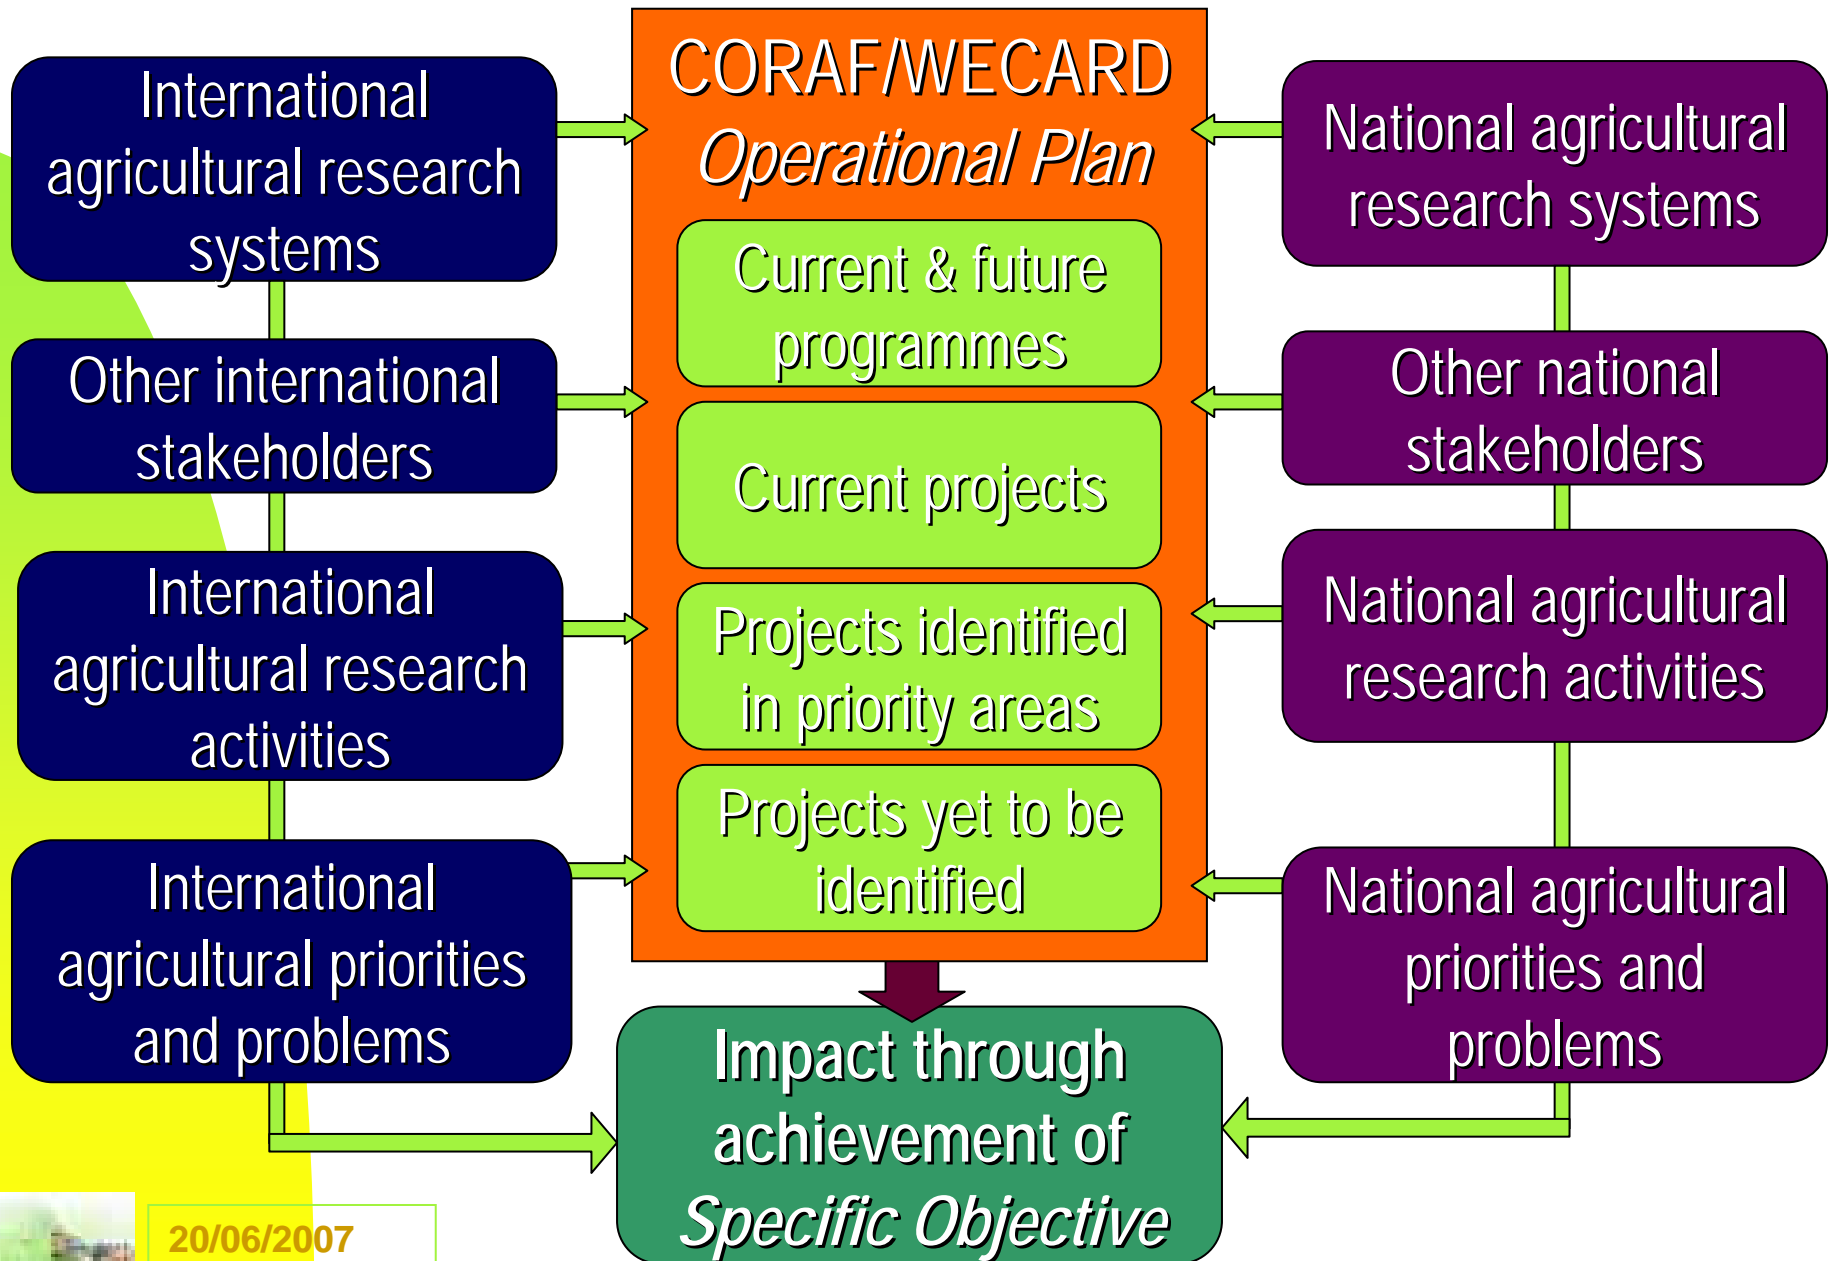 International
agricultural research
systems
Other international
stakeholders
International
agricultural research
activities
International
agricultural priorities
and problems
CORAF/WECARD
Operational Plan
Current & future
programmes
Current projects
Projects identified
in priority areas
Projects yet to be
identified
Impact through
achievement of
Specific Objective
National agricultural
research systems
Other national
stakeholders
National agricultural
research activities
National agricultural
priorities and
problems
20/06/2007